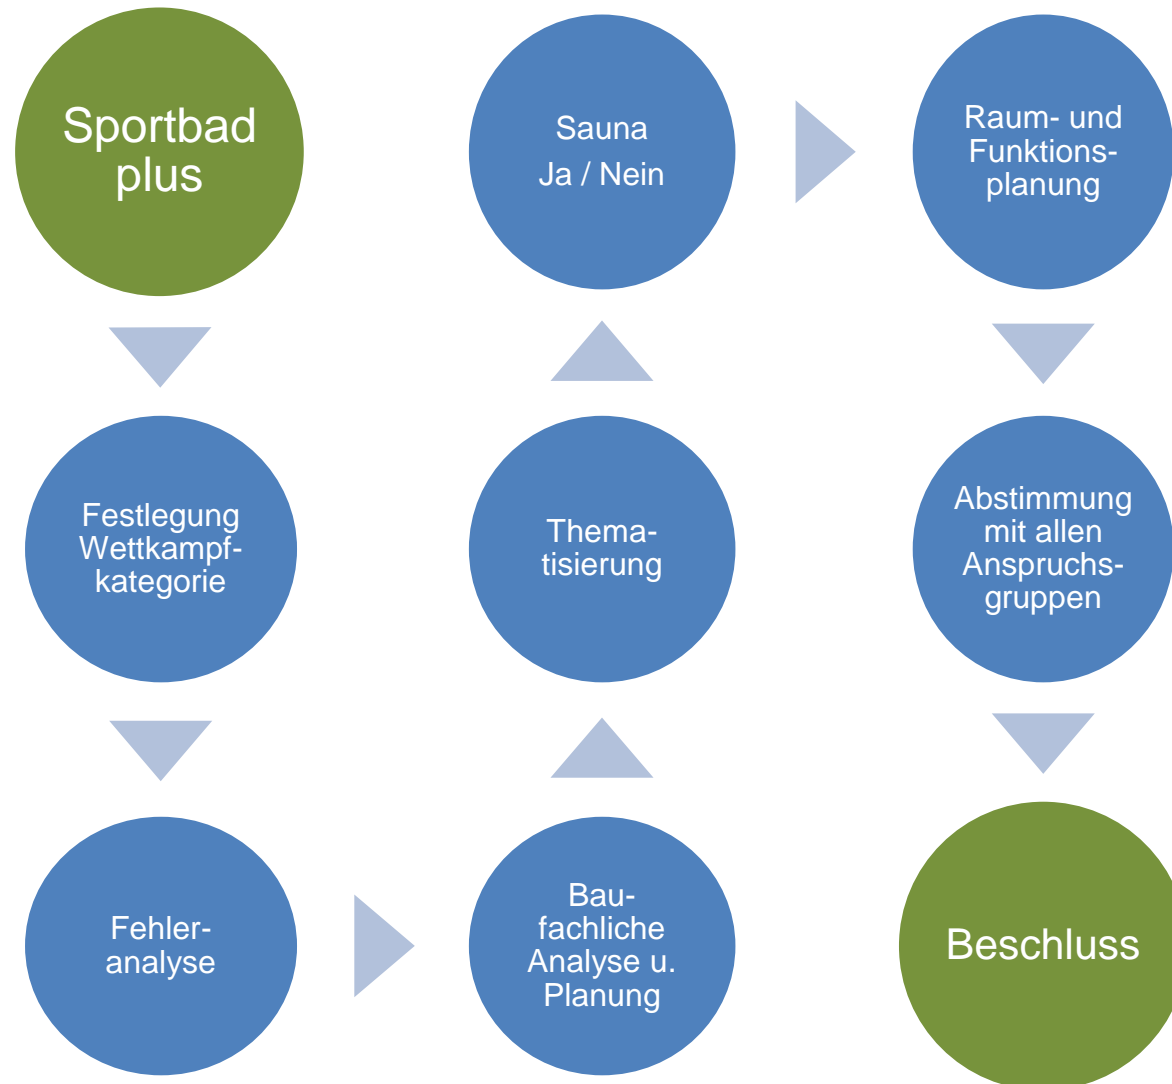 Sportbad
plus
Festlegung
Wettkampf-
kategorie
Fehler-
analyse
Bau-
fachliche
Analyse u.
Planung
Thema-
tisierung
Sauna
Ja / Nein
Raum- und
Funktions-
planung
Abstimmung
mit allen
Anspruchs-
gruppen
Beschluss